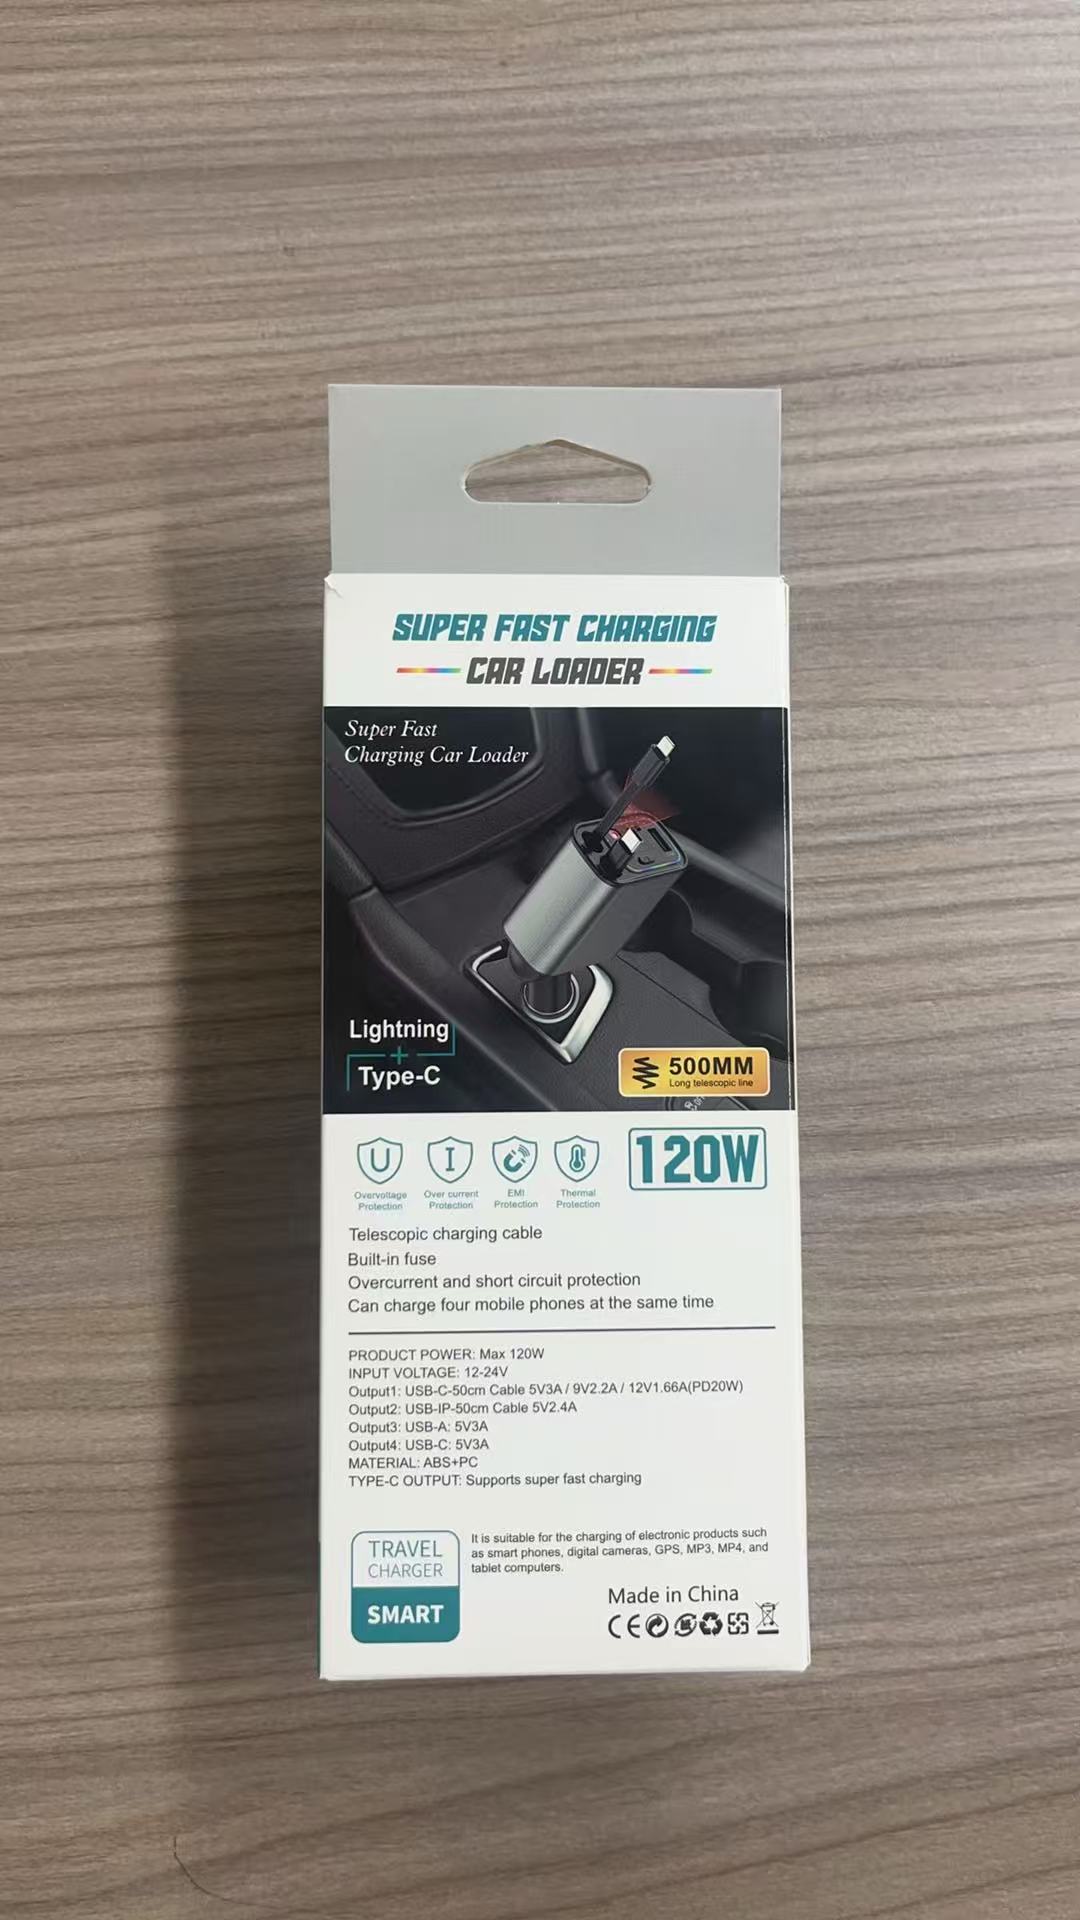 SUPER FAST CHARGING
CAR LOADER
Super Fast
Charging Car Loader
Lightning
+
Type-C
500MM
Long telescopic line
U
I
Overvoltage
Protection
Over current
Protection
EMI
Protection
Thermal
Protection
120W
Telescopic charging cable
Built-in fuse
Overcurrent and short circuit protection
Can charge four mobile phones at the same time
PRODUCT POWER: Max 120W
INPUT VOLTAGE: 12-24V
Output1: USB-C-50cm Cable 5V3A / 9V2.2A / 12V1.66A(PD20W)
Output2: USB-IP-50cm Cable 5V2.4A
Output3: USB-A: 5V3A
Output4: USB-C: 5V3A
MATERIAL: ABS+PC
TYPE-C OUTPUT: Supports super fast charging
TRAVEL
CHARGER
SMART
It is suitable for the charging of electronic products such
as smart phones, digital cameras, GPS, MP3, MP4, and
tablet computers.
Made in China
CE